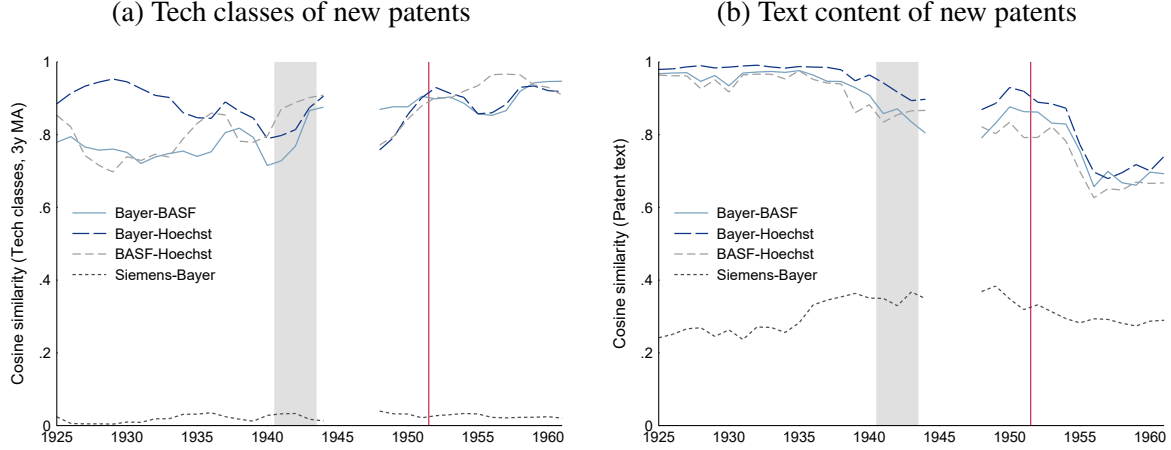 (a) Tech classes of new patents
Cosine similarity (Tech classes, 3y MA)
1
.8
.6
.4
.2
0
Bayer-BASF
Bayer-Hoechst
BASF-Hoechst
Siemens-Bayer
1925 1930 1935 1940 1945 1950 1955 1960
(b) Text content of new patents
Cosine similarity (Patent text)
1
.8
.6
.4
.2
0
Bayer-BASF
Bayer-Hoechst
BASF-Hoechst
Siemens-Bayer
1925 1930 1935 1940 1945 1950 1955 1960